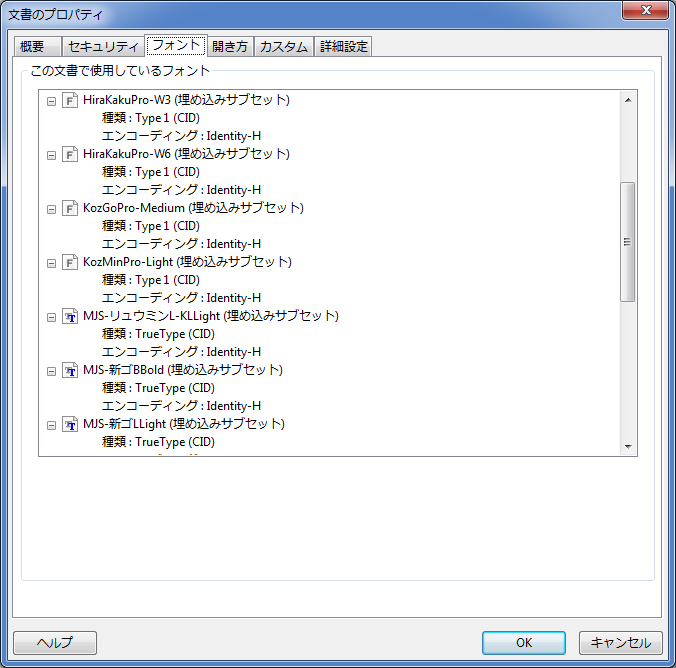 文書のプロパティ
概要 セキュリティ フォント 開き方 カスタム 詳細設定
この文書で使用しているフォント
HiraKakuPro-W3 (埋め込みサブセット)
種類 : Type 1 (CID)
エンコーディング : Identity-H
HiraKakuPro-W6 (埋め込みサブセット)
種類 : Type 1 (CID)
エンコーディング : Identity-H
KozGoPro-Medium (埋め込みサブセット)
種類 : Type 1 (CID)
エンコーディング : Identity-H
KozMinPro-Light (埋め込みサブセット)
種類 : Type 1 (CID)
エンコーディング : Identity-H
MJS-リュウミンL-KLLight (埋め込みサブセット)
種類 : TrueType (CID)
エンコーディング : Identity-H
MJS-新ゴBBold (埋め込みサブセット)
種類 : TrueType (CID)
エンコーディング : Identity-H
MJS-新ゴLLight (埋め込みサブセット)
種類 : TrueType (CID)
ヘルプ OK キャンセル